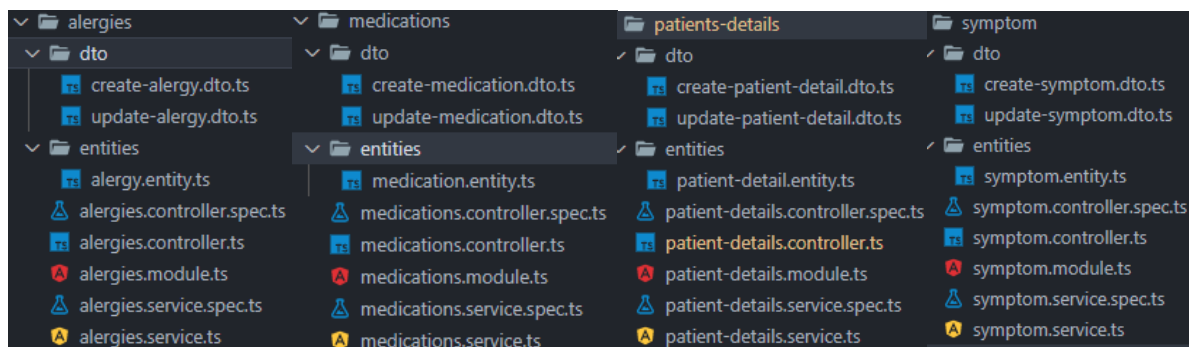 alergies
dto
create-alergy.dto.ts
update-alergy.dto.ts
entities
alergy.entity.ts
alergies.controller.spec.ts
alergies.controller.ts
alergies.module.ts
alergies.service.spec.ts
alergies.service.ts
medications
dto
create-medication.dto.ts
update-medication.dto.ts
entities
medication.entity.ts
medications.controller.spec.ts
medications.controller.ts
medications.module.ts
medications.service.spec.ts
medications.service.ts
patients-details
dto
create-patient-detail.dto.ts
update-patient-detail.dto.ts
entities
patient-detail.entity.ts
patient-details.controller.spec.ts
patient-details.controller.ts
patient-details.module.ts
patient-details.service.spec.ts
patient-details.service.ts
symptom
dto
create-symptom.dto.ts
update-symptom.dto.ts
entities
symptom.entity.ts
symptom.controller.spec.ts
symptom.controller.ts
symptom.module.ts
symptom.service.spec.ts
symptom.service.ts